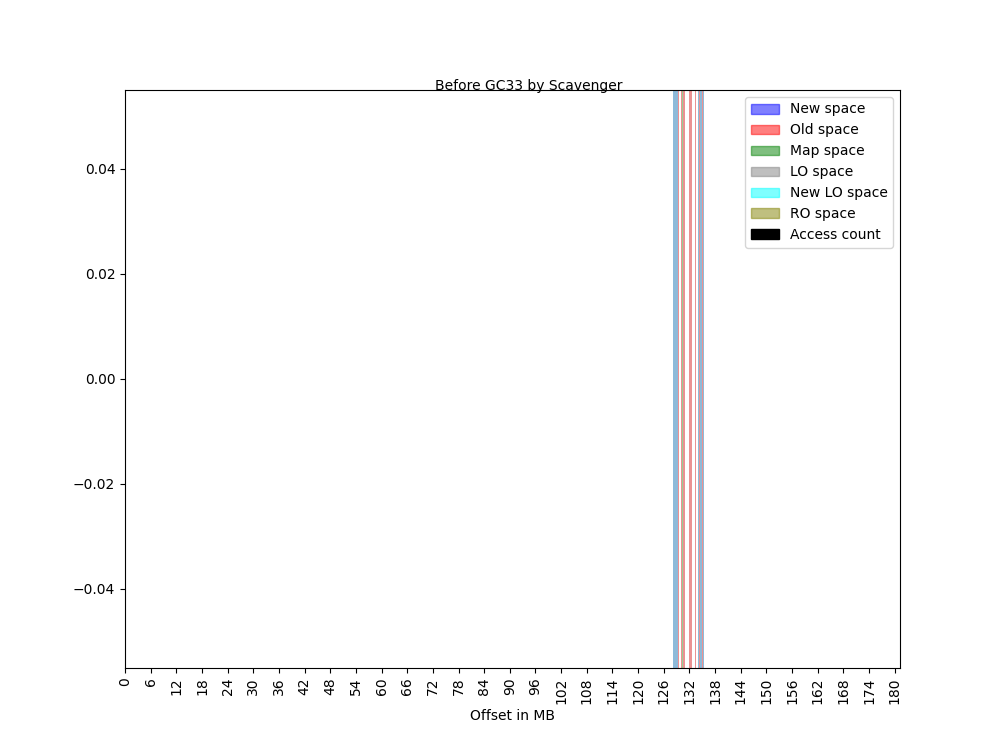 Before GC33 by Scavenger
New space
Old space
Map space
LO space
New LO space
RO space
Access count
0.04
0.02
0.00
−0.02
−0.04
0 6 12 18 24 30 36 42 48 54 60 66 72 78 84 90 96 102 108 114 120 126 132 138 144 150 156 162 168 174 180
Offset in MB